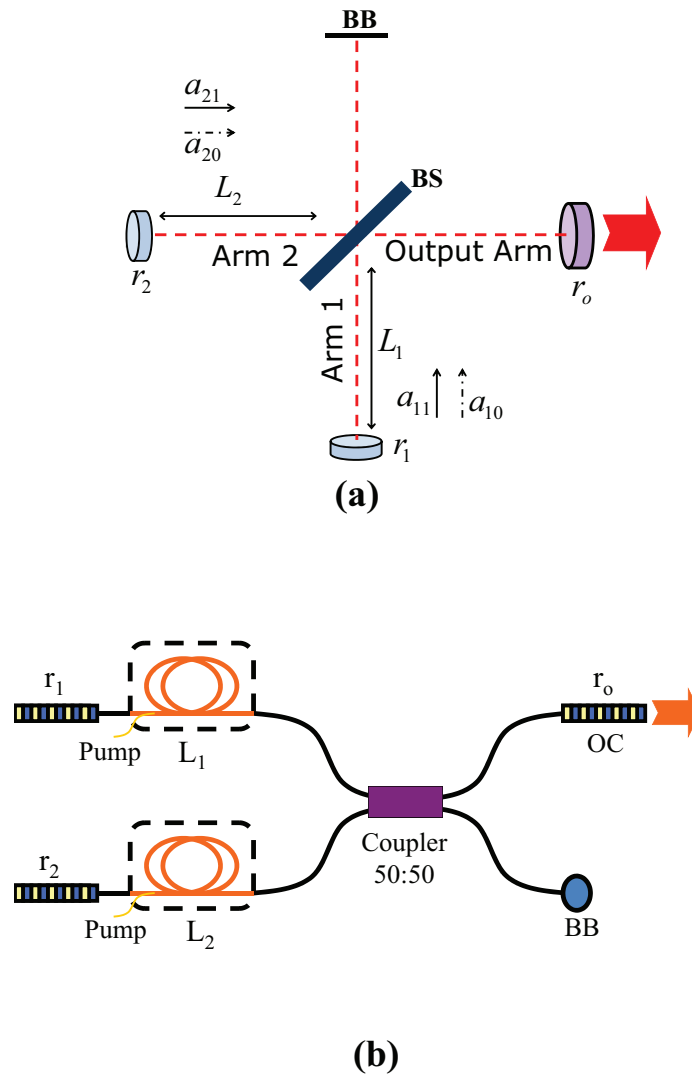 BB
a21
a20
BS
L2
Arm 2
Output Arm
r2
ro
Arm 1
L1
a11
a10
r1
(a)
r1
ro
Pump
L1
OC
r2
Coupler
50:50
Pump
L2
BB
(b)